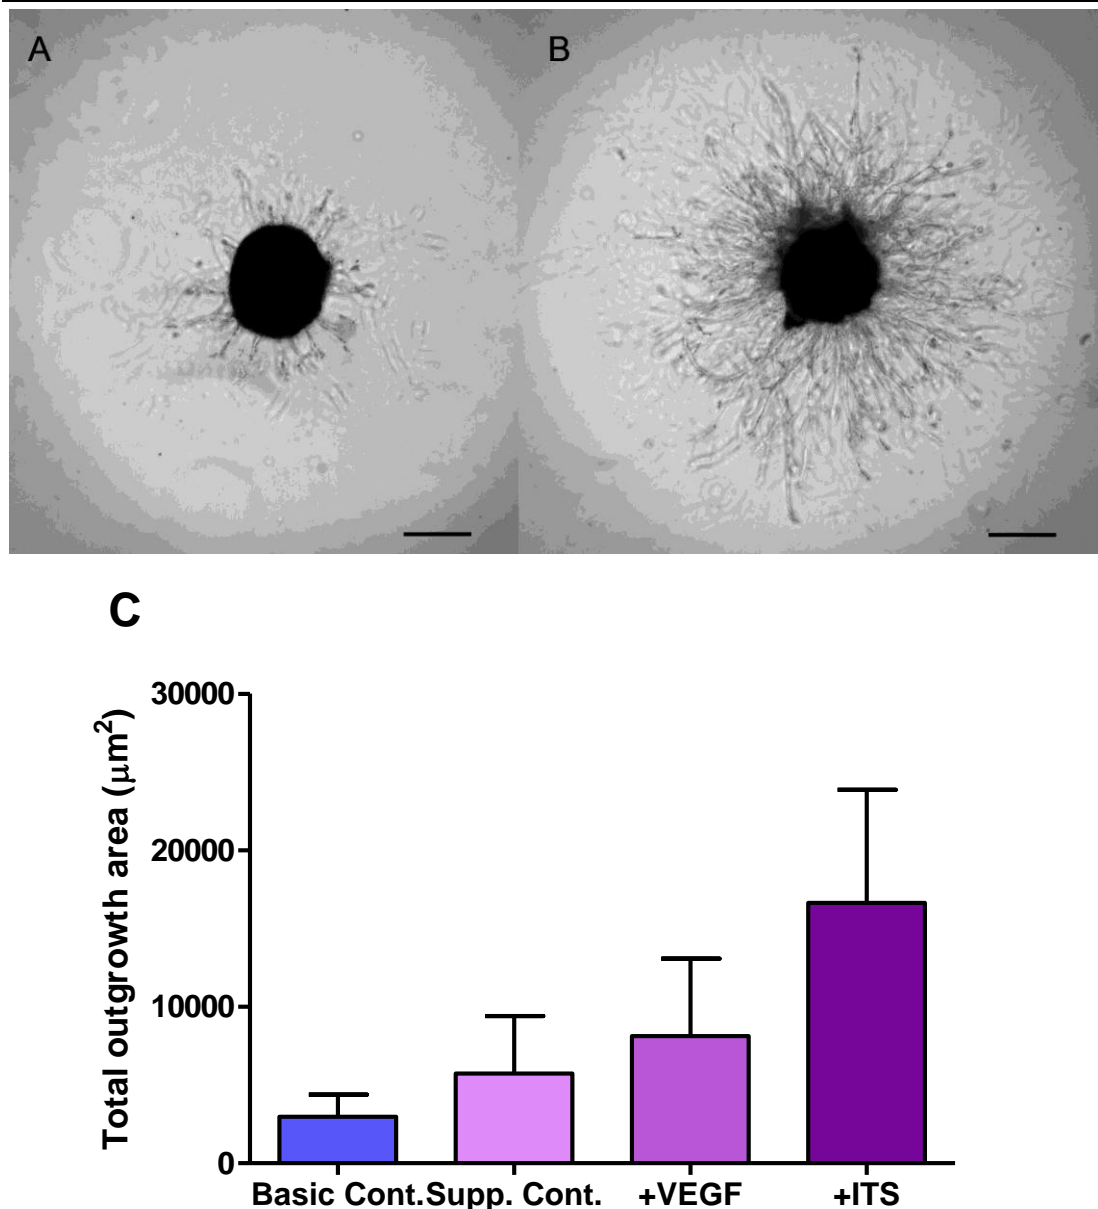 A
B
C
Total outgrowth area (μm²)
30000
20000
10000
0
Basic Cont. Supp. Cont. +VEGF +ITS